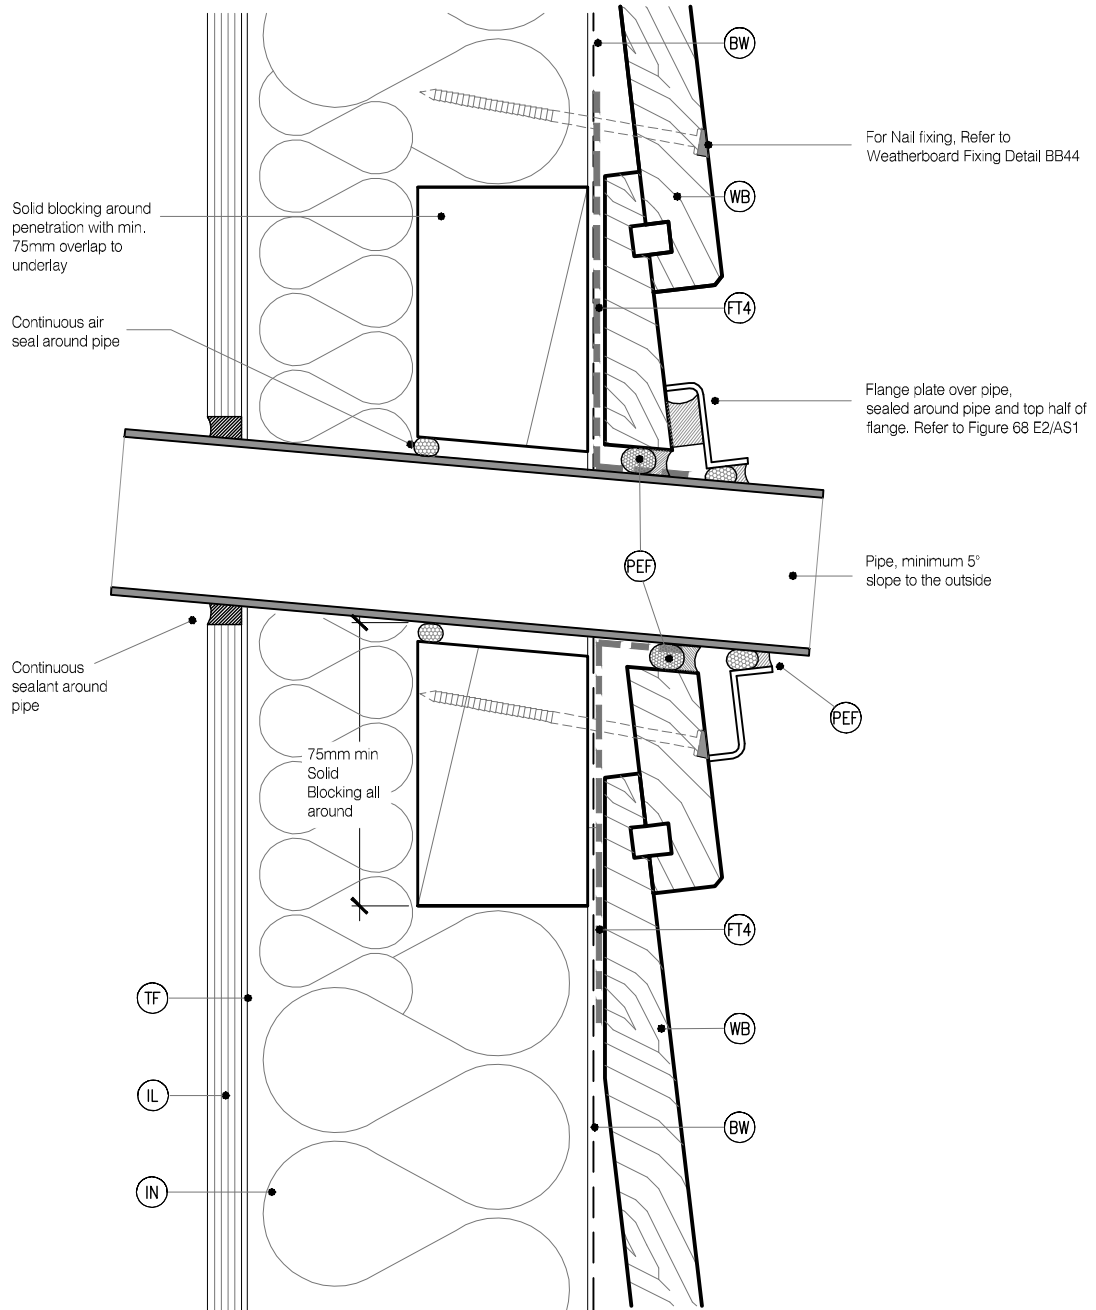 BW
For Nail fixing, Refer to
Weatherboard Fixing Detail BB44
WB
Solid blocking around
penetration with min.
75mm overlap to
underlay
FT4
Continuous air
seal around pipe
Flange plate over pipe,
sealed around pipe and top half of
flange. Refer to Figure 68 E2/AS1
PEF
Pipe, minimum 5°
slope to the outside
Continuous
sealant around
pipe
PEF
75mm min
Solid
Blocking all
around
FT4
TF
WB
IL
BW
IN